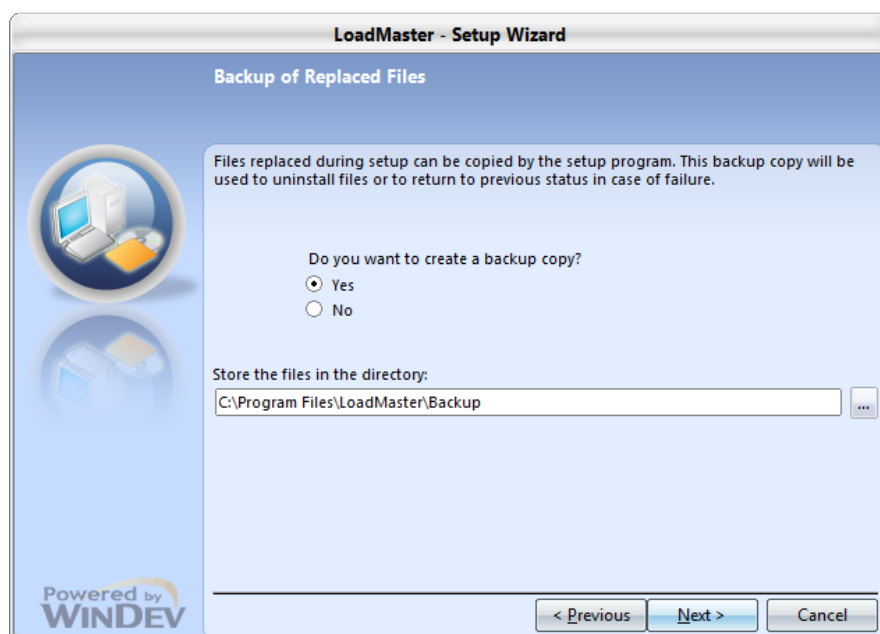 LoadMaster - Setup Wizard
Backup of Replaced Files
Files replaced during setup can be copied by the setup program. This backup copy will be
used to uninstall files or to return to previous status in case of failure.
Do you want to create a backup copy?
Yes
No
Store the files in the directory:
C:\Program Files\LoadMaster\Backup
...
Powered by
WINDEV
< Previous
Next >
Cancel